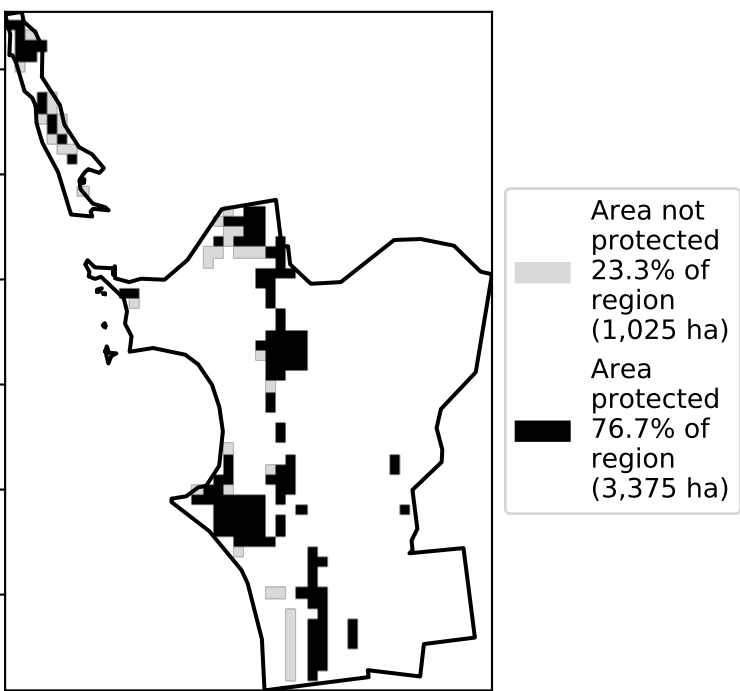 Area not
protected
23.3% of
region
(1,025 ha)
Area
protected
76.7% of
region
(3,375 ha)